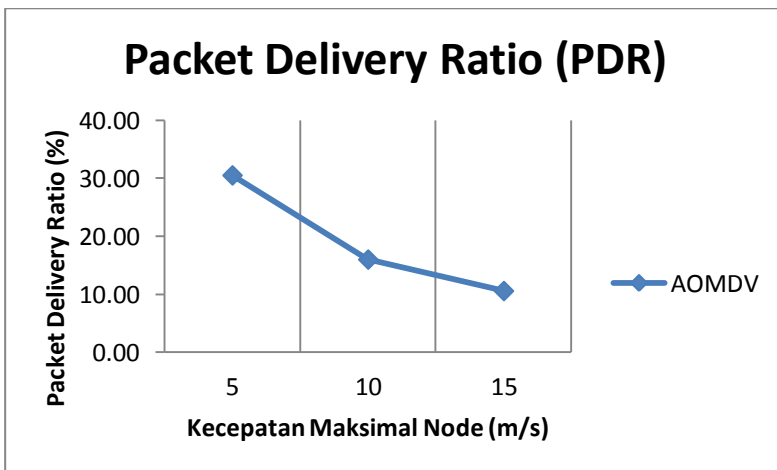 Packet Delivery Ratio (PDR)
Packet Delivery Ratio (%)
40.00
30.00
20.00
10.00
0.00
5 10 15
Kecepatan Maksimal Node (m/s)
AOMDV